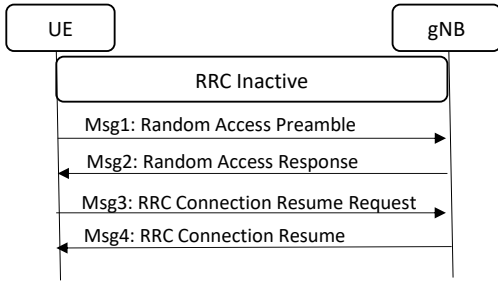 UE
gNB
RRC Inactive
Msg1: Random Access Preamble
Msg2: Random Access Response
Msg3: RRC Connection Resume Request
Msg4: RRC Connection Resume